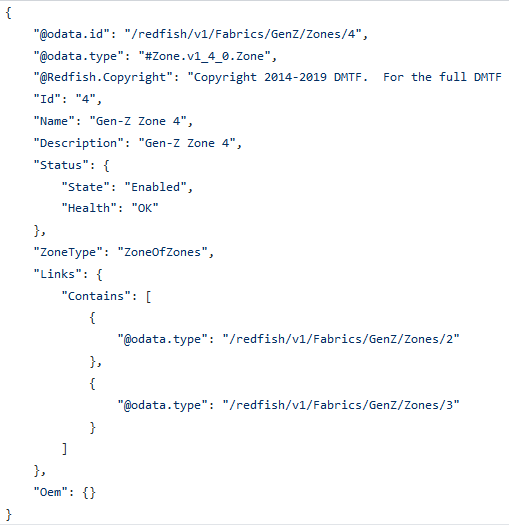 {
    "@odata.id": "/redfish/v1/Fabrics/GenZ/Zones/4",
    "@odata.type": "#Zone.v1_4_0.Zone",
    "@Redfish.Copyright": "Copyright 2014-2019 DMTF.  For the full DMTF
    "Id": "4",
    "Name": "Gen-Z Zone 4",
    "Description": "Gen-Z Zone 4",
    "Status": {
        "State": "Enabled",
        "Health": "OK"
    },
    "ZoneType": "ZoneOfZones",
    "Links": {
        "Contains": [
            {
                "@odata.type": "/redfish/v1/Fabrics/GenZ/Zones/2"
            },
            {
                "@odata.type": "/redfish/v1/Fabrics/GenZ/Zones/3"
            }
        ]
    },
    "Oem": {}
}